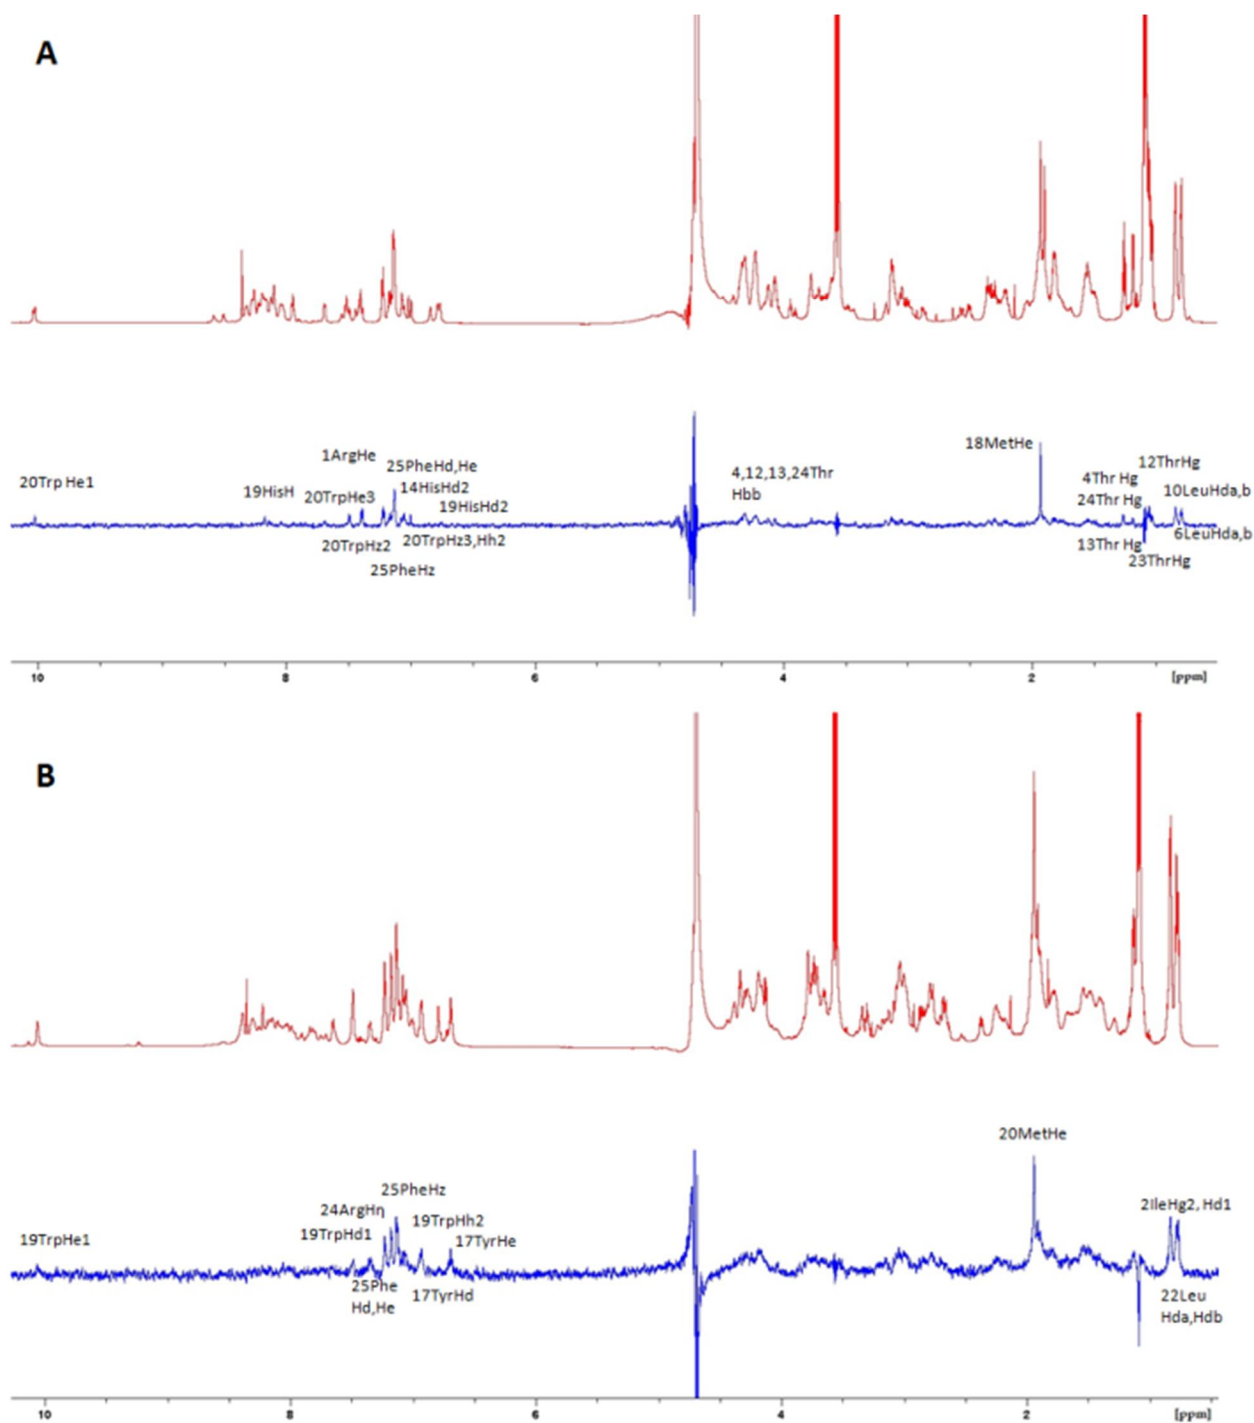 A
18MetHe
1ArgHe
12ThrHg
25PheHd,He
4,12,13,24Thr
Hbb
4Thr Hg
20Trp He1
19HisH
14HisHd2
10LeuHda,b
20TrpHe3
19HisHd2
24Thr Hg
6LeuHda,b
20TrpHz2
20TrpHz3,Hh2
13Thr Hg
23ThrHg
25PheHz
10
8
6
4
2
[ppm]
B
20MetHe
25PheHz
24ArgHη
2IleHg2, Hd1
19TrpHh2
19TrpHd1
19TrpHe1
17TyrHe
25Phe
Hd,He
17TyrHd
22Leu
Hda,Hdb
10
8
6
4
2
[ppm]